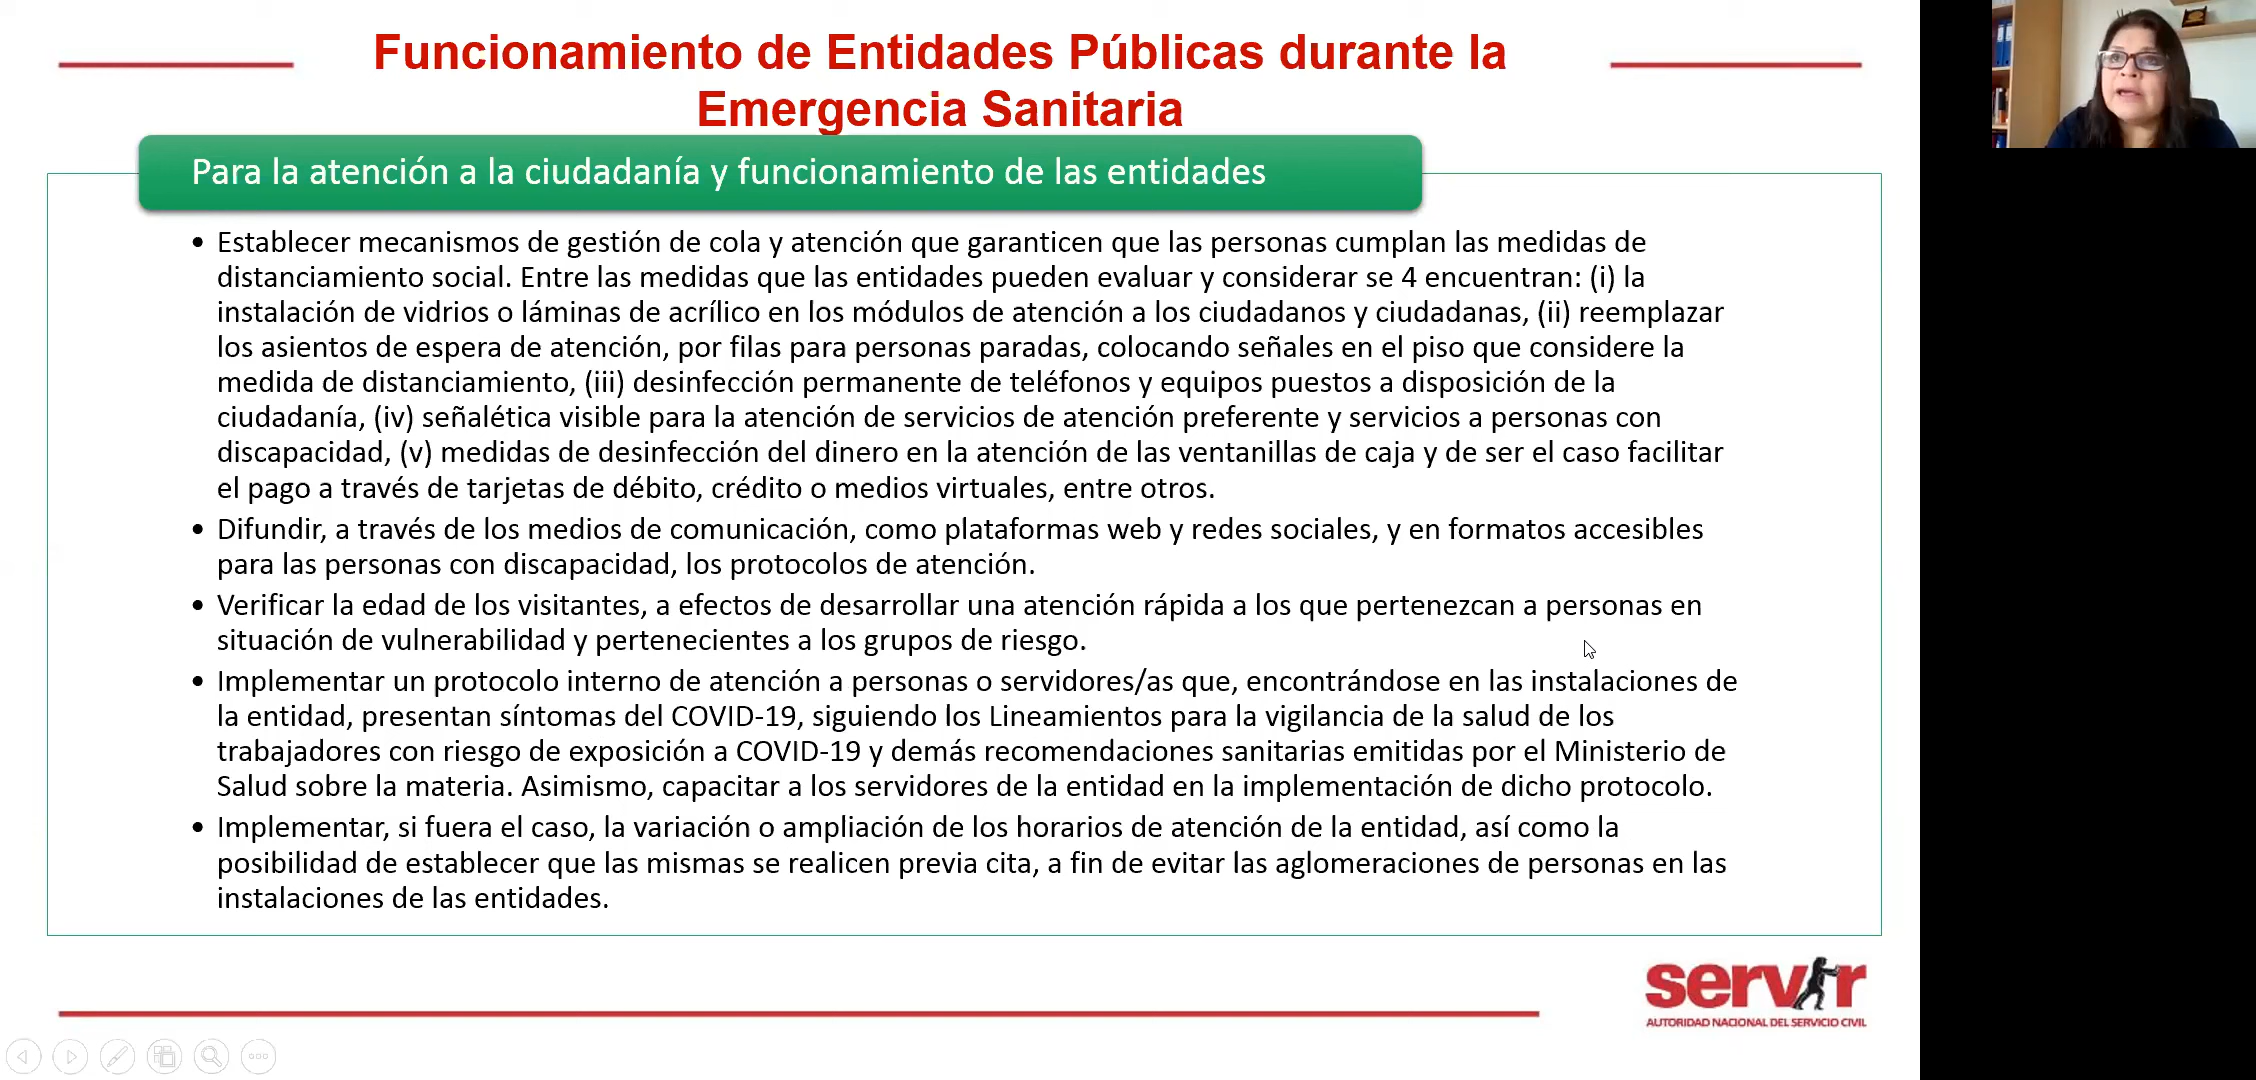 Funcionamiento de Entidades Públicas durante la
Emergencia Sanitaria
Para la atención a la ciudadanía y funcionamiento de las entidades
• Establecer mecanismos de gestión de cola y atención que garanticen que las personas cumplan las medidas de
distanciamiento social. Entre las medidas que las entidades pueden evaluar y considerar se 4 encuentran: (i) la
instalación de vidrios o láminas de acrílico en los módulos de atención a los ciudadanos y ciudadanas, (ii) reemplazar
los asientos de espera de atención, por filas para personas paradas, colocando señales en el piso que considere la
medida de distanciamiento, (iii) desinfección permanente de teléfonos y equipos puestos a disposición de la
ciudadanía, (iv) señalética visible para la atención de servicios de atención preferente y servicios a personas con
discapacidad, (v) medidas de desinfección del dinero en la atención de las ventanillas de caja y de ser el caso facilitar
el pago a través de tarjetas de débito, crédito o medios virtuales, entre otros.
• Difundir, a través de los medios de comunicación, como plataformas web y redes sociales, y en formatos accesibles
para las personas con discapacidad, los protocolos de atención.
• Verificar la edad de los visitantes, a efectos de desarrollar una atención rápida a los que pertenezcan a personas en
situación de vulnerabilidad y pertenecientes a los grupos de riesgo.
• Implementar un protocolo interno de atención a personas o servidores/as que, encontrándose en las instalaciones de
la entidad, presentan síntomas del COVID-19, siguiendo los Lineamientos para la vigilancia de la salud de los
trabajadores con riesgo de exposición a COVID-19 y demás recomendaciones sanitarias emitidas por el Ministerio de
Salud sobre la materia. Asimismo, capacitar a los servidores de la entidad en la implementación de dicho protocolo.
• Implementar, si fuera el caso, la variación o ampliación de los horarios de atención de la entidad, así como la
posibilidad de establecer que las mismas se realicen previa cita, a fin de evitar las aglomeraciones de personas en las
instalaciones de las entidades.
servir
AUTORIDAD NACIONAL DEL SERVICIO CIVIL